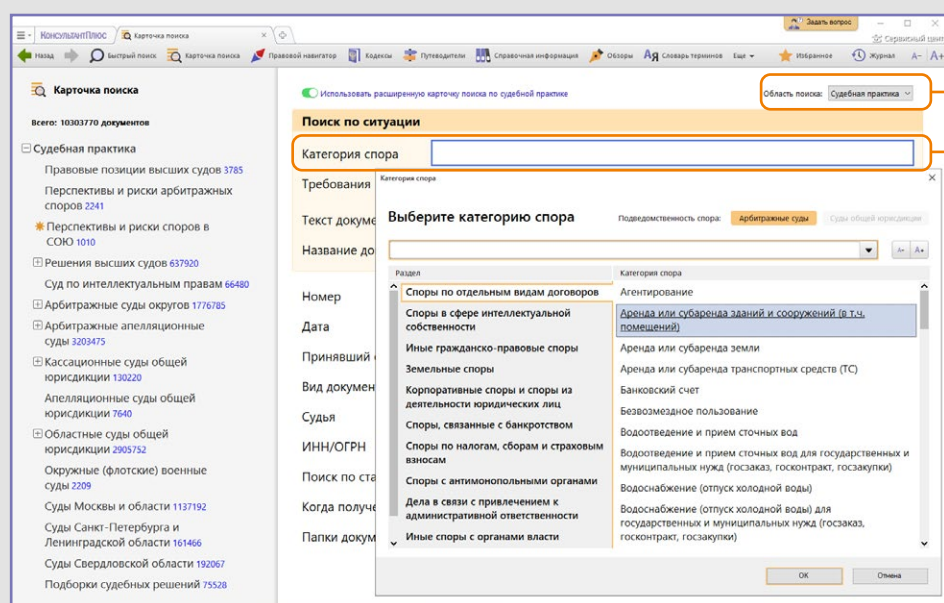 КонсультантПлюс
Карточка поиска
Задать вопрос
Сервисный цент
Назад
Быстрый поиск
Карточка поиска
Правовой навигатор
Кодексы
Путеводители
Справочная информация
Обзоры
Словарь терминов
Еще
Избранное
Журнал
А-
А+
Карточка поиска
Всего: 10303770 документов
Судебная практика
Правовые позиции высших судов 3785
Перспективы и риски арбитражных
споров 2241
Перспективы и риски споров в
СОЮ 1010
Решения высших судов 637920
Суд по интеллектуальным правам 66480
Арбитражные суды округов 1776785
Арбитражные апелляционные
суды 3203475
Кассационные суды общей
юрисдикции 130220
Апелляционные суды общей
юрисдикции 7640
Областные суды общей
юрисдикции 2905752
Окружные (флотские) военные
суды 2209
Суды Москвы и области 1137192
Суды Санкт-Петербурга и
Ленинградской области 161466
Суды Свердловской области 192067
Подборки судебных решений 75528
Использовать расширенную карточку поиска по судебной практике
Область поиска: Судебная практика
Поиск по ситуации
Категория спора
Требования
Текст докуме
Название до
Номер
Дата
Принявший
Вид докумен
Судья
ИНН/ОГРН
Поиск по ста
Когда получе
Папки докум
Категория спора
Выберите категорию спора
Подведомственность спора:
Арбитражные суды
Суды общей юрисдикции
А-
А+
Раздел
Споры по отдельным видам договоров
Споры в сфере интеллектуальной
собственности
Иные гражданско-правовые споры
Земельные споры
Корпоративные споры и споры из
деятельности юридических лиц
Споры, связанные с банкротством
Споры по налогам, сборам и страховым
взносам
Споры с антимонопольными органами
Дела в связи с привлечением к
административной ответственности
Иные споры с органами власти
Категория спора
Агентирование
Аренда или субаренда зданий и сооружений (в т.ч.
помещений)
Аренда или субаренда земли
Аренда или субаренда транспортных средств (ТС)
Банковский счет
Безвозмездное пользование
Водоотведение и прием сточных вод
Водоотведение и прием сточных вод для государственных и
муниципальных нужд (госзаказ, госконтракт, госзакупки)
Водоснабжение (отпуск холодной воды)
Водоснабжение (отпуск холодной воды) для
государственных и муниципальных нужд (госзаказ,
госконтракт, госзакупки)
ОК
Отмена